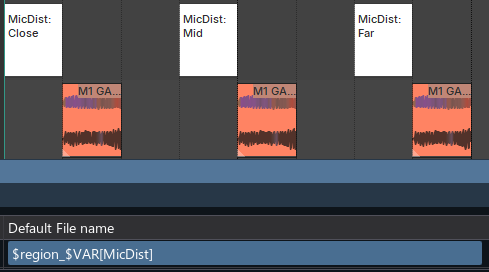 MicDist:
Close
MicDist:
Mid
MicDist:
Far
M1 GA...
M1 GA...
M1 GA...
Default File name
$region_$VAR[MicDist]